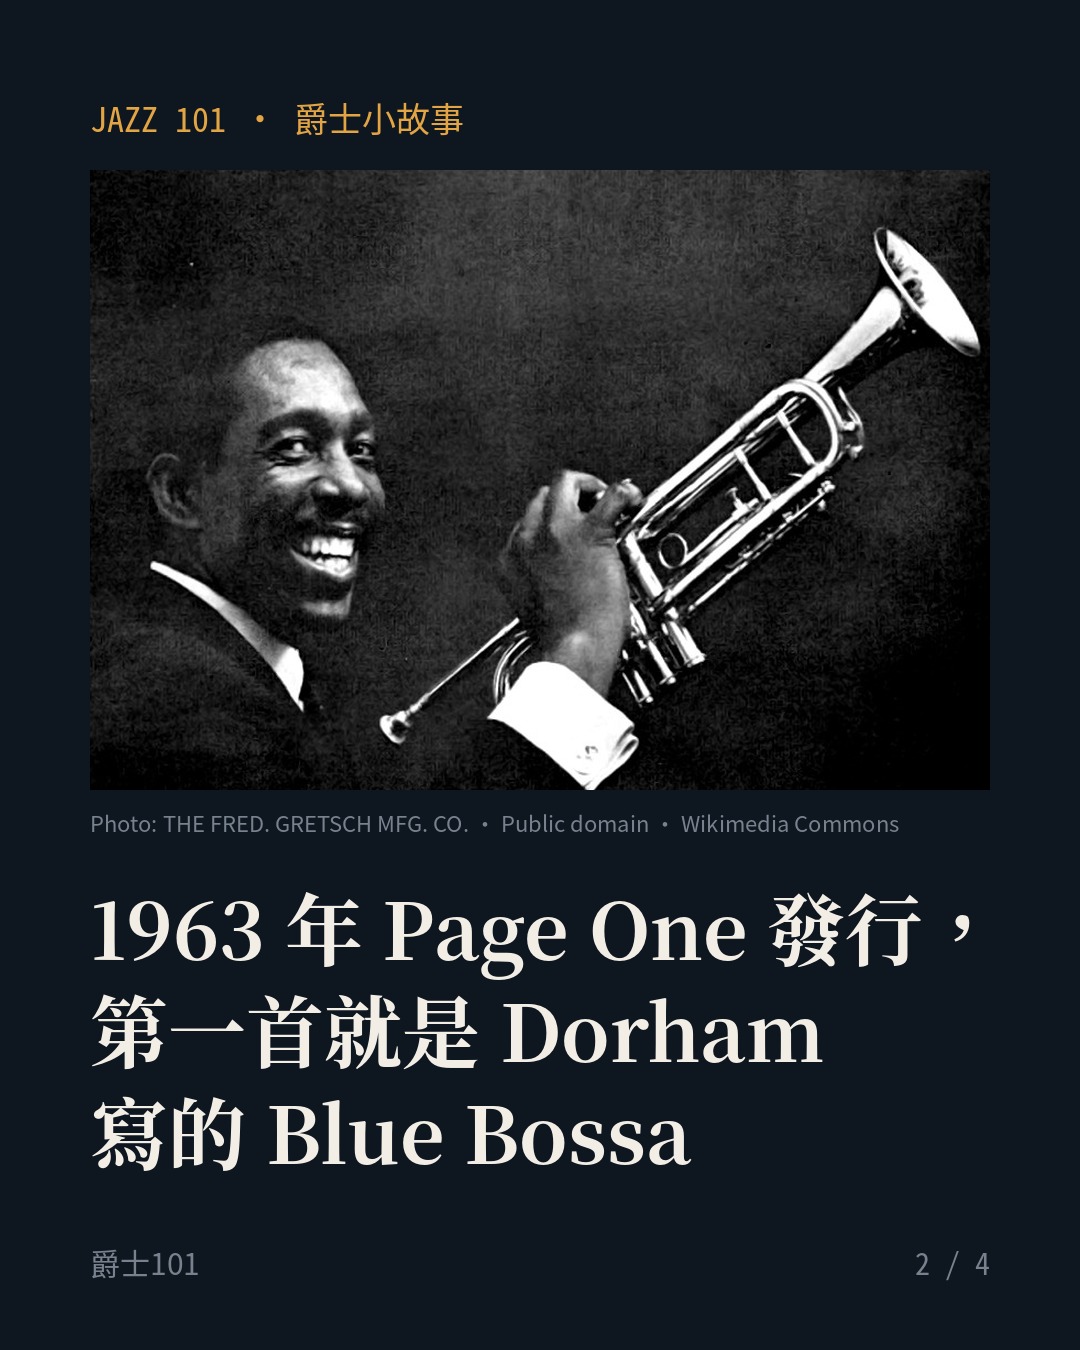 JAZZ 101 · 爵士小故事
Photo: THE FRED. GRETSCH MFG. CO. · Public domain · Wikimedia Commons
1963 年 Page One 發行，
第一首就是 Dorham
寫的 Blue Bossa
爵士101
2 / 4